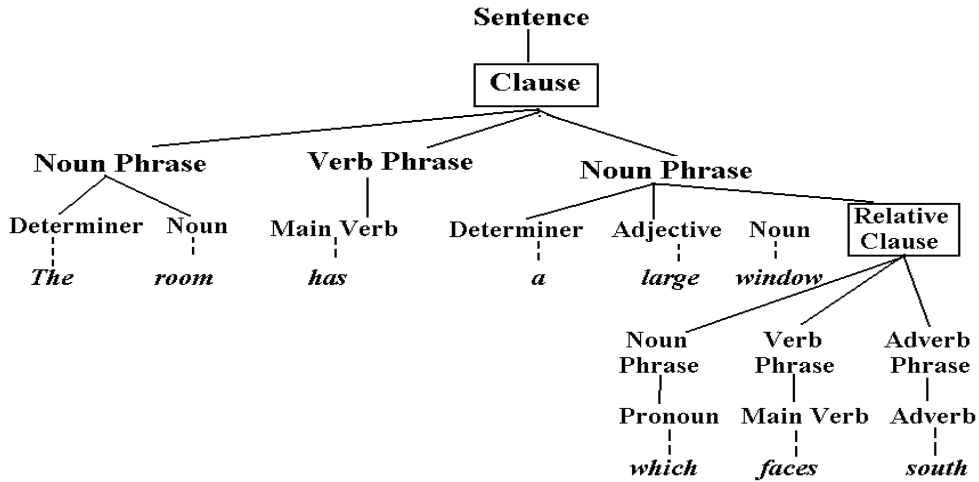 Sentence
Clause
Noun Phrase Verb Phrase Noun Phrase
Determiner Noun Main Verb Determiner Adjective Noun Relative
Clause
The room has a large window
Noun Verb Adverb
Phrase Phrase Phrase
Pronoun Main Verb Adverb
which faces south